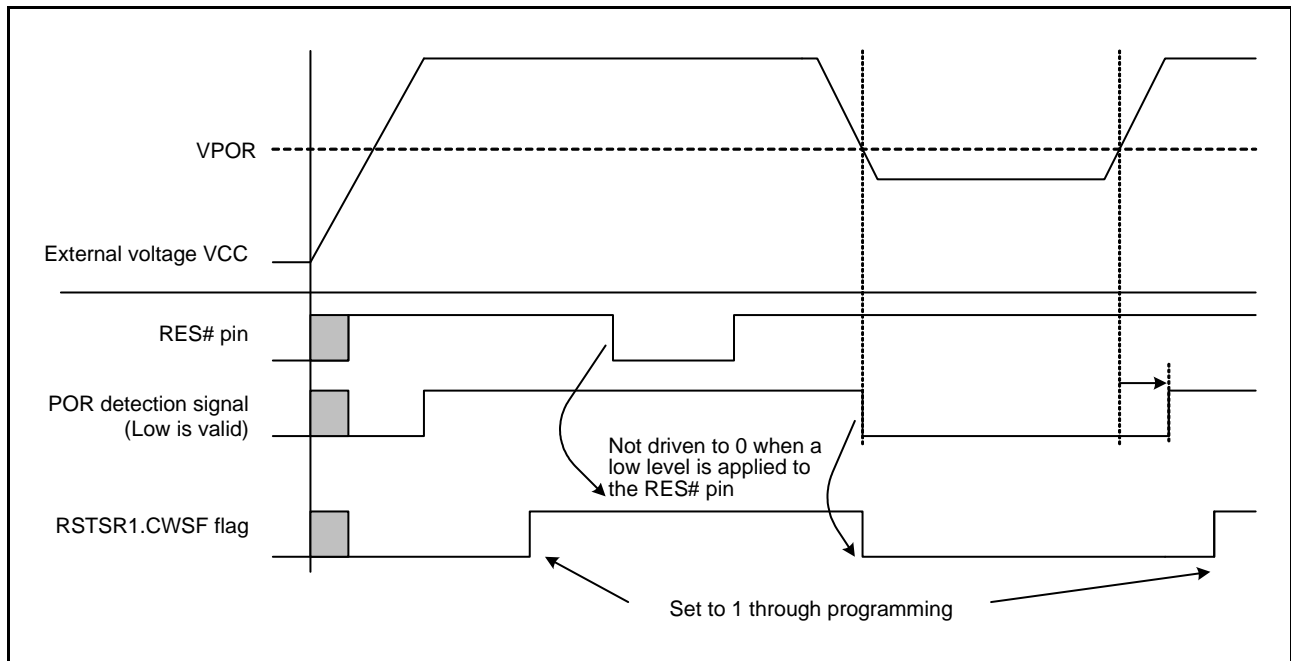 VPOR
External voltage VCC
RES# pin
POR detection signal
(Low is valid)
Not driven to 0 when a
low level is applied to
the RES# pin
RSTSR1.CWSF flag
Set to 1 through programming